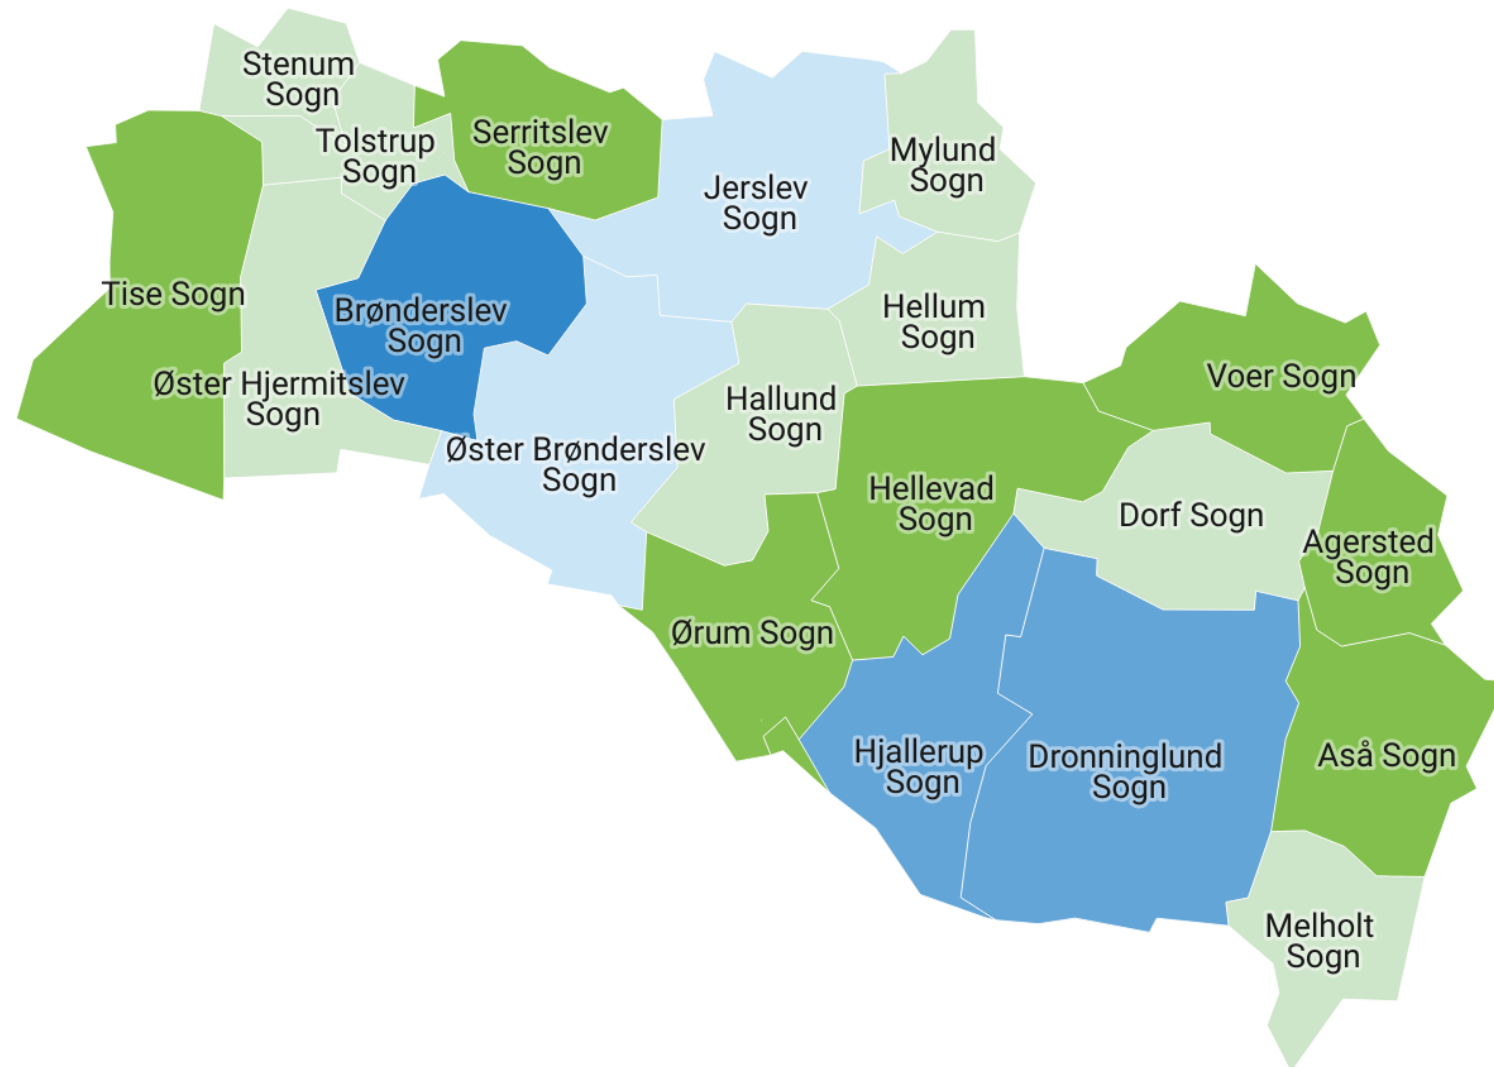 Stenum
Sogn
Tolstrup
Sogn
Serritslev
Sogn
Jerslev
Sogn
Mylund
Sogn
Tise Sogn
Brønderslev
Sogn
Hellum
Sogn
Øster Hjermitslev
Sogn
Hallund
Sogn
Voer Sogn
Øster Brønderslev
Sogn
Hellevad
Sogn
Dorf Sogn
Agersted
Sogn
Ørum Sogn
Hjallerup
Sogn
Dronninglund
Sogn
Aså Sogn
Melholt
Sogn